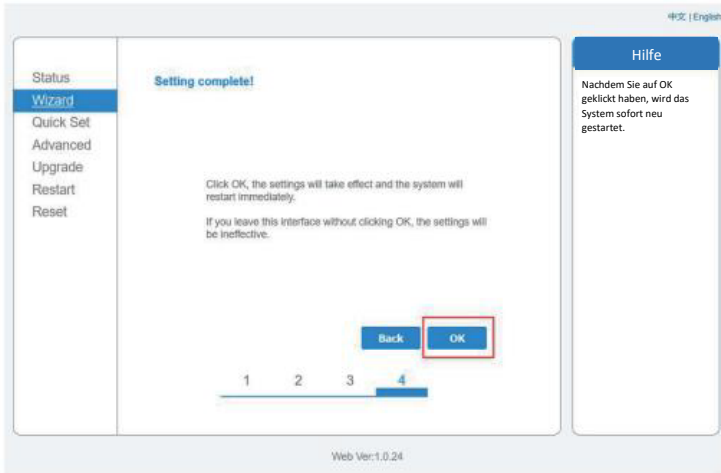 中文 | English
Status
Wizard
Quick Set
Advanced
Upgrade
Restart
Reset
Setting complete!
Click OK, the settings will take effect and the system will
restart immediately.
If you leave this interface without clicking OK, the settings will
be ineffective.
Back OK
1 2 3 4
Hilfe
Nachdem Sie auf OK
geklickt haben, wird das
System sofort neu
gestartet.
Web Ver:1.0.24